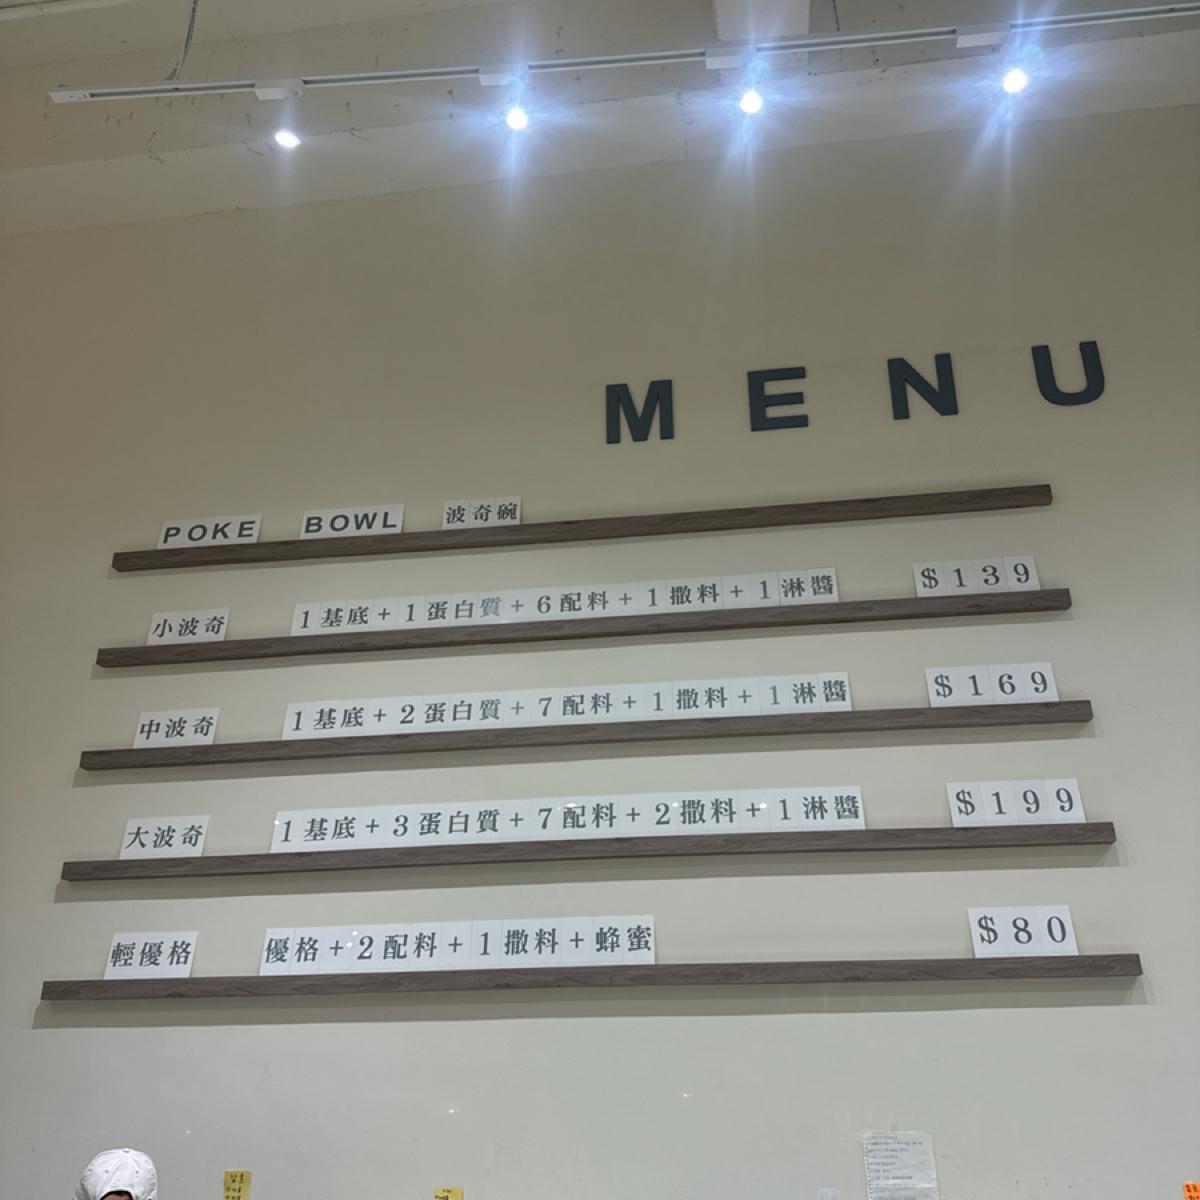 MENU
POKE BOWL 波奇碗
小波奇 1基底+1蛋白質+6配料+1撒料+1淋醬 $139
中波奇 1基底+2蛋白質+7配料+1撒料+1淋醬 $169
大波奇 1基底+3蛋白質+7配料+2撒料+1淋醬 $199
輕優格 優格+2配料+1撒料+蜂蜜 $80